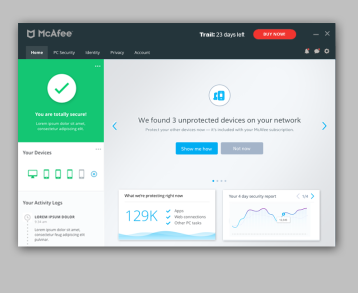 McAfee
Trail: 23 days left
BUY NOW
Home
PC Security
Identity
Privacy
Account
You are totally secure!
Lorem ipsum dolor sit amet,
consectetur adipiscing elit.
We found 3 unprotected devices on your network
Protect your other devices now — it's included with your McAfee subscription.
Show me how
Not now
Your Devices
Your Activity Logs
LOREM IPSUM DOLOR
Lorem ipsum dolor sit amet,
consectetur feug adipiscing elit
pulvinar.
What we're protecting right now
129K
Apps
Web connections
Other PC tasks
Your 4 day security report